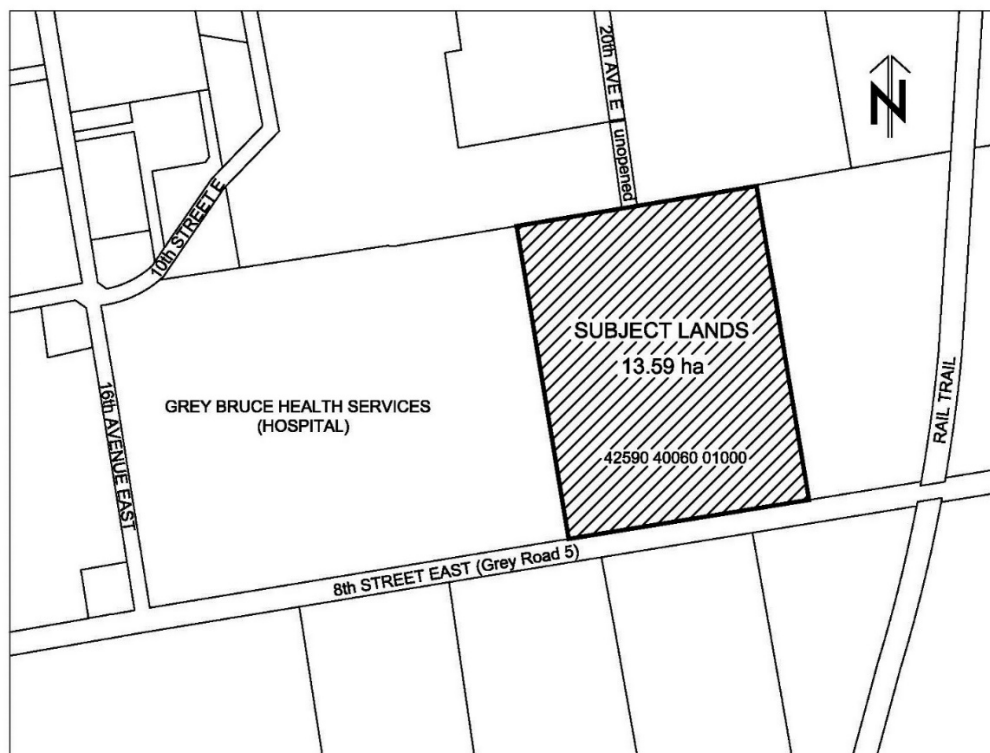 20th AVE E
unopened
N
10th STREET E
SUBJECT LANDS
13.59 ha
42590 40060 01000
GREY BRUCE HEALTH SERVICES
(HOSPITAL)
16th AVENUE EAST
RAIL TRAIL
8th STREET EAST (Grey Road 5)